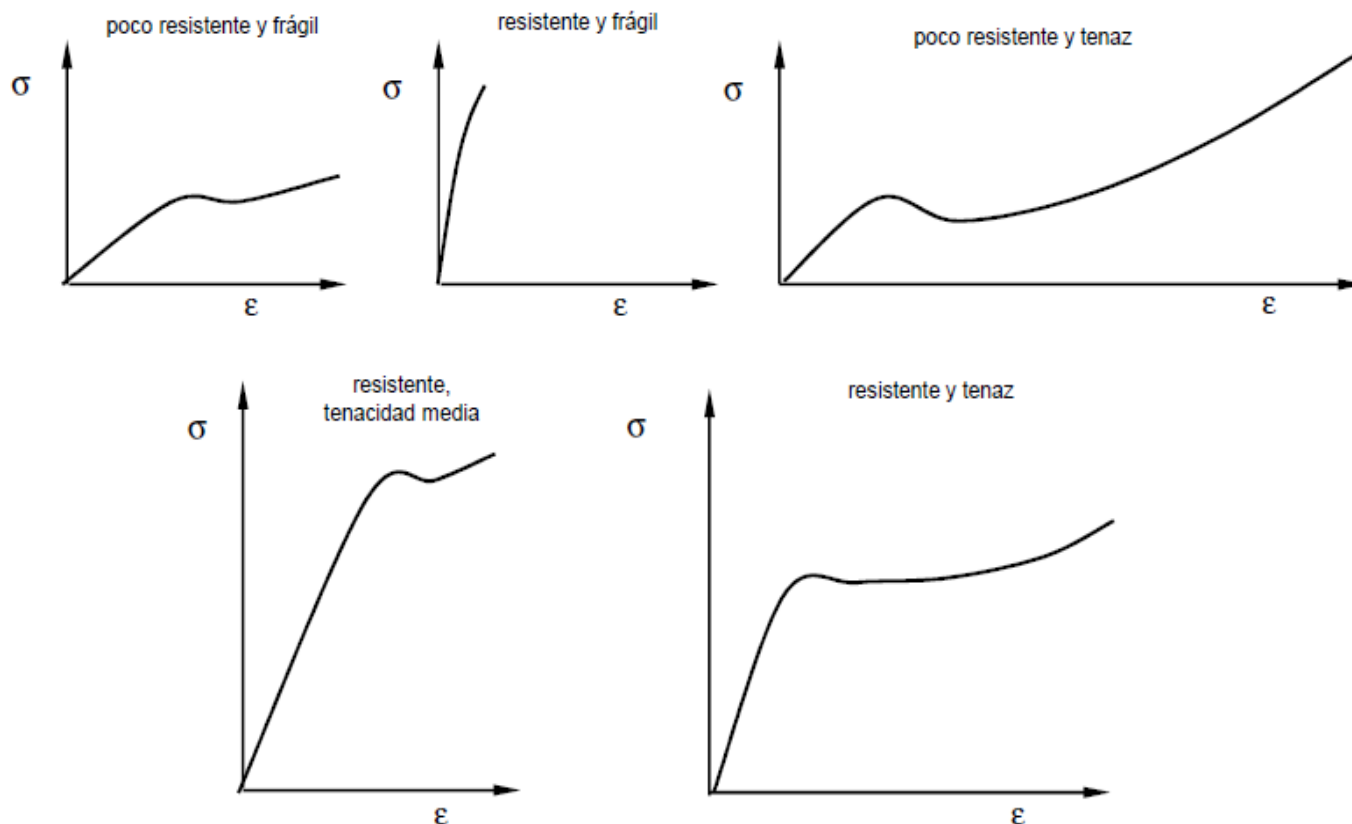 poco resistente y frágil
σ
ε
resistente y frágil
σ
ε
poco resistente y tenaz
σ
ε
resistente,
tenacidad media
σ
ε
resistente y tenaz
σ
ε